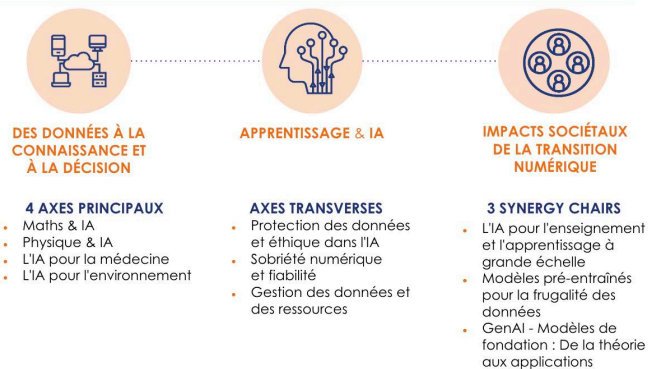 DES DONNÉES À LA
CONNAISSANCE ET
À LA DÉCISION
4 AXES PRINCIPAUX
• Maths & IA
• Physique & IA
• L'IA pour la médecine
• L'IA pour l'environnement
APPRENTISSAGE & IA
AXES TRANSVERSES
• Protection des données
et éthique dans l'IA
• Sobriété numérique
et fiabilité
• Gestion des données et
des ressources
IMPACTS SOCIÉTAUX
DE LA TRANSITION
NUMÉRIQUE
3 SYNERGY CHAIRS
• L'IA pour l'enseignement
et l'apprentissage à
grande échelle
• Modèles pré-entraînés
pour la frugalité des
données
• GenAI - Modèles de
fondation : De la théorie
aux applications